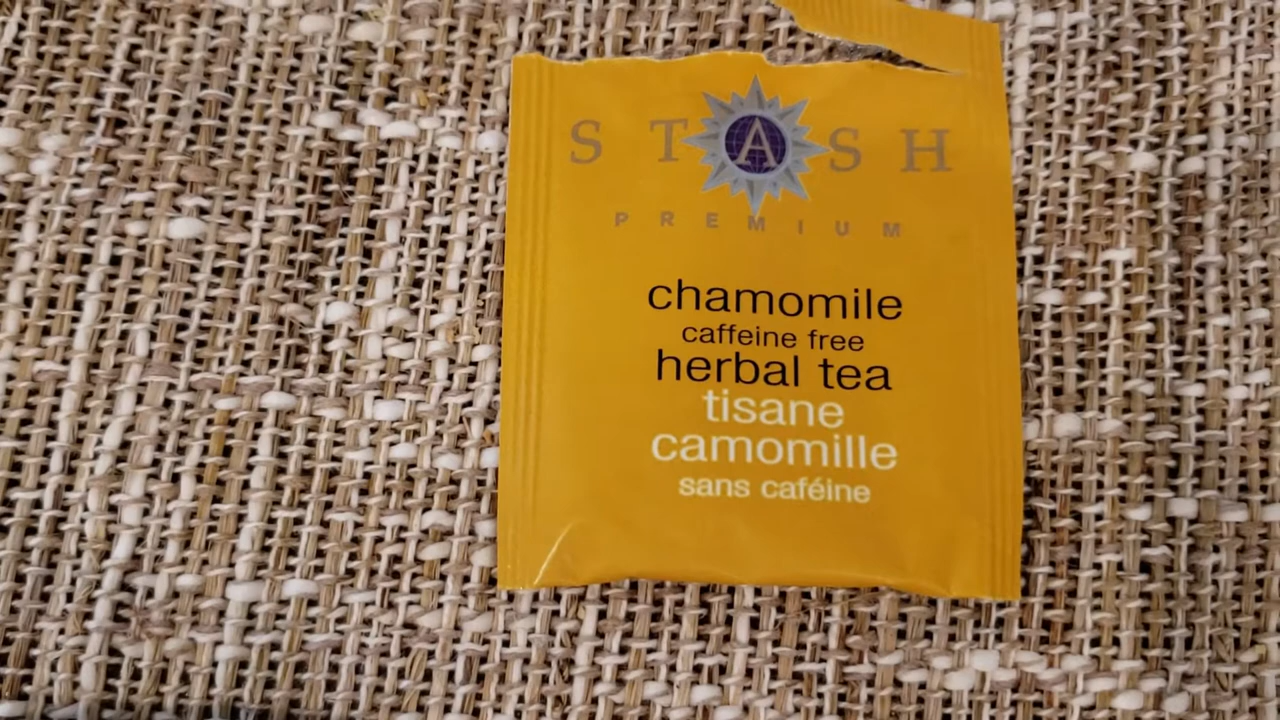 STASH
PREMIUM
chamomile
caffeine free
herbal tea
tisane
camomille
sans caféine